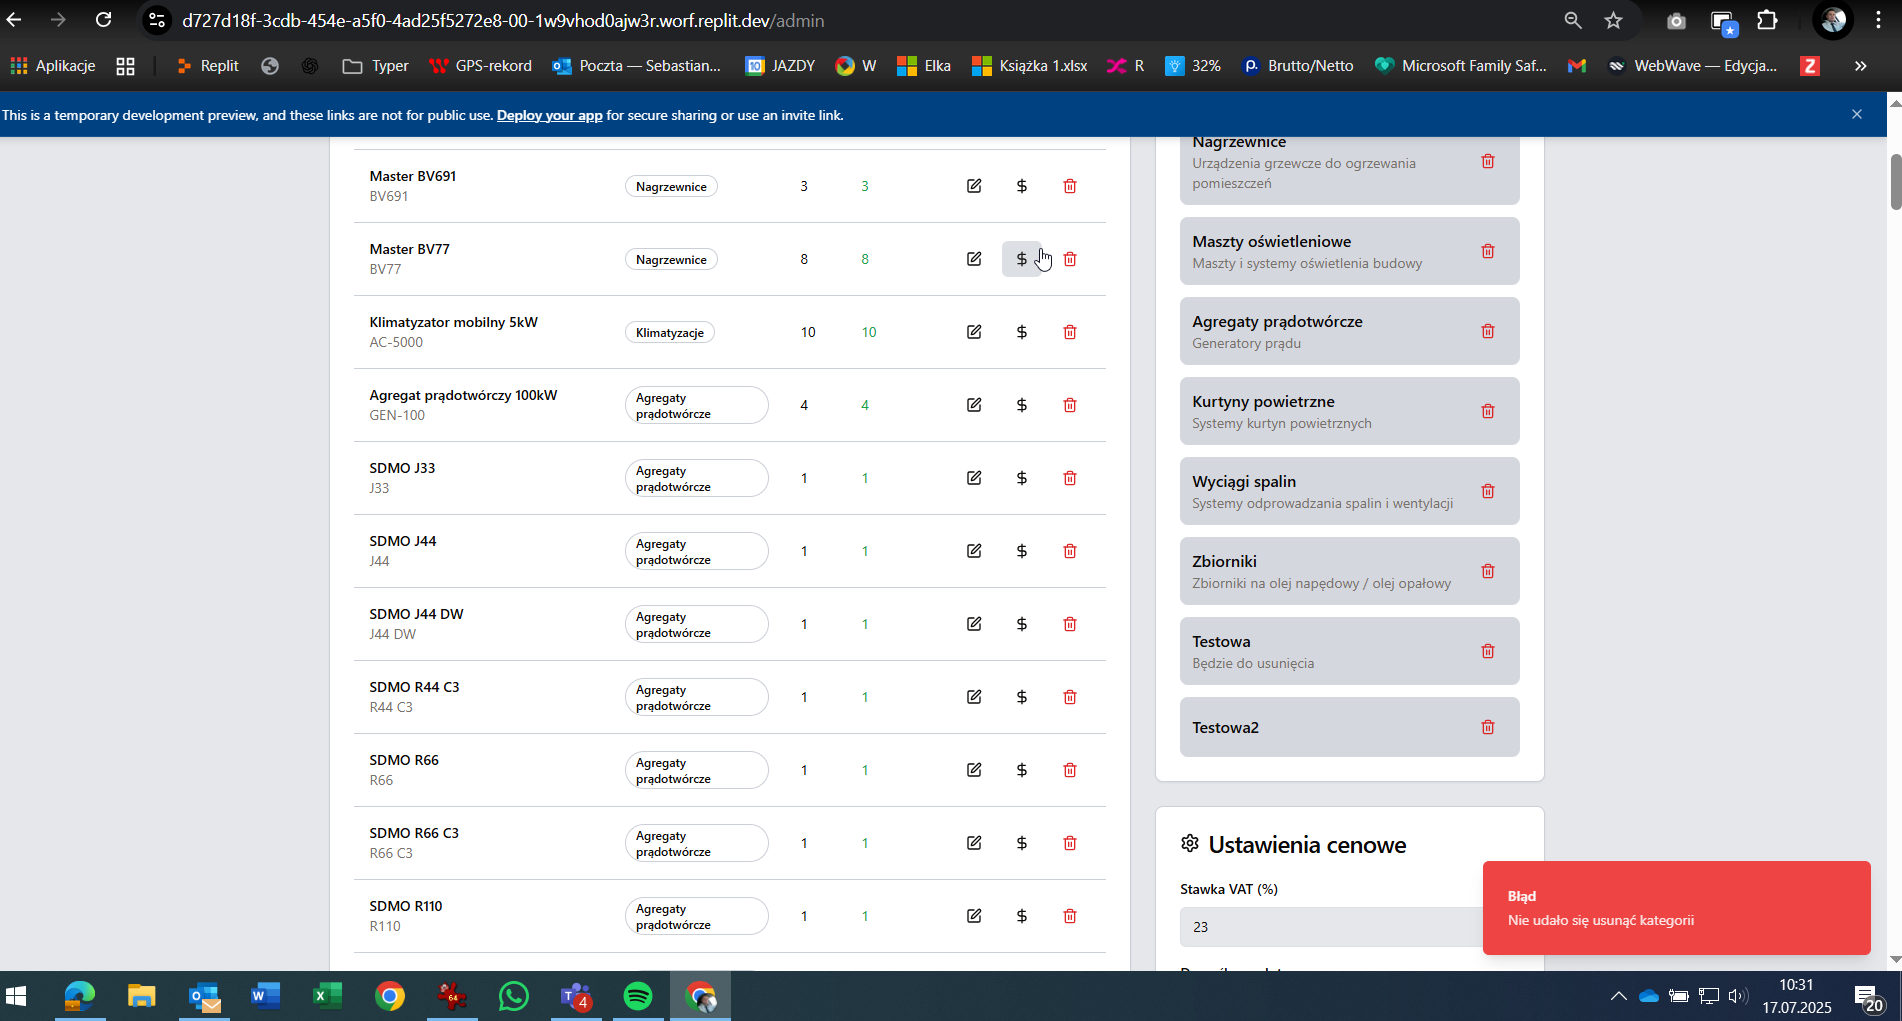 d727d18f-3cdb-454e-a5f0-4ad25f5272e8-00-1w9vhod0ajw3r.worf.replit.dev/admin
Aplikacje
Replit
Typer
GPS-rekord
Poczta — Sebastian...
10
JAZDY
W
Elka
Książka 1.xlsx
R
32%
Brutto/Netto
Microsoft Family Saf...
WebWave — Edycja...
Z
This is a temporary development preview, and these links are not for public use. Deploy your app for secure sharing or use an invite link.
Master BV691
BV691
Nagrzewnice
3
3
Master BV77
BV77
Nagrzewnice
8
8
Klimatyzator mobilny 5kW
AC-5000
Klimatyzacje
10
10
Agregat prądotwórczy 100kW
GEN-100
Agregaty
prądotwórcze
4
4
SDMO J33
J33
Agregaty
prądotwórcze
1
1
SDMO J44
J44
Agregaty
prądotwórcze
1
1
SDMO J44 DW
J44 DW
Agregaty
prądotwórcze
1
1
SDMO R44 C3
R44 C3
Agregaty
prądotwórcze
1
1
SDMO R66
R66
Agregaty
prądotwórcze
1
1
SDMO R66 C3
R66 C3
Agregaty
prądotwórcze
1
1
SDMO R110
R110
Agregaty
prądotwórcze
1
1
Nagrzewnice
Urządzenia grzewcze do ogrzewania
pomieszczeń
Maszty oświetleniowe
Maszty i systemy oświetlenia budowy
Agregaty prądotwórcze
Generatory prądu
Kurtyny powietrzne
Systemy kurtyn powietrznych
Wyciągi spalin
Systemy odprowadzania spalin i wentylacji
Zbiorniki
Zbiorniki na olej napędowy / olej opałowy
Testowa
Będzie do usunięcia
Testowa2
Ustawienia cenowe
Stawka VAT (%)
23
Błąd
Nie udało się usunąć kategorii
64
4
10:31
17.07.2025
20